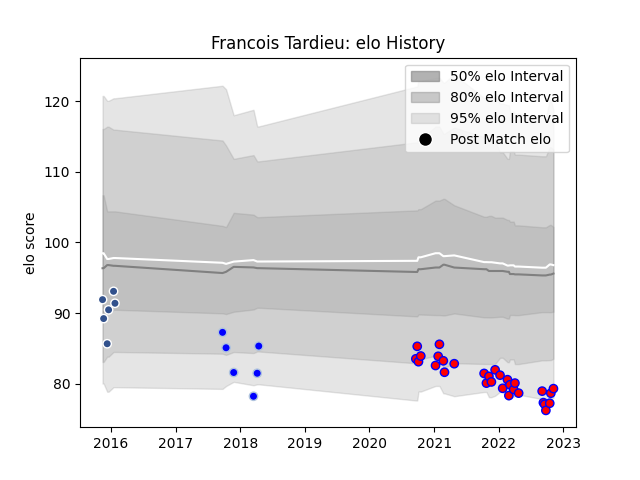 Francois Tardieu: elo History
50% elo Interval
80% elo Interval
95% elo Interval
Post Match elo
elo score
120
110
100
90
80
2016 2017 2018 2019 2020 2021 2022 2023